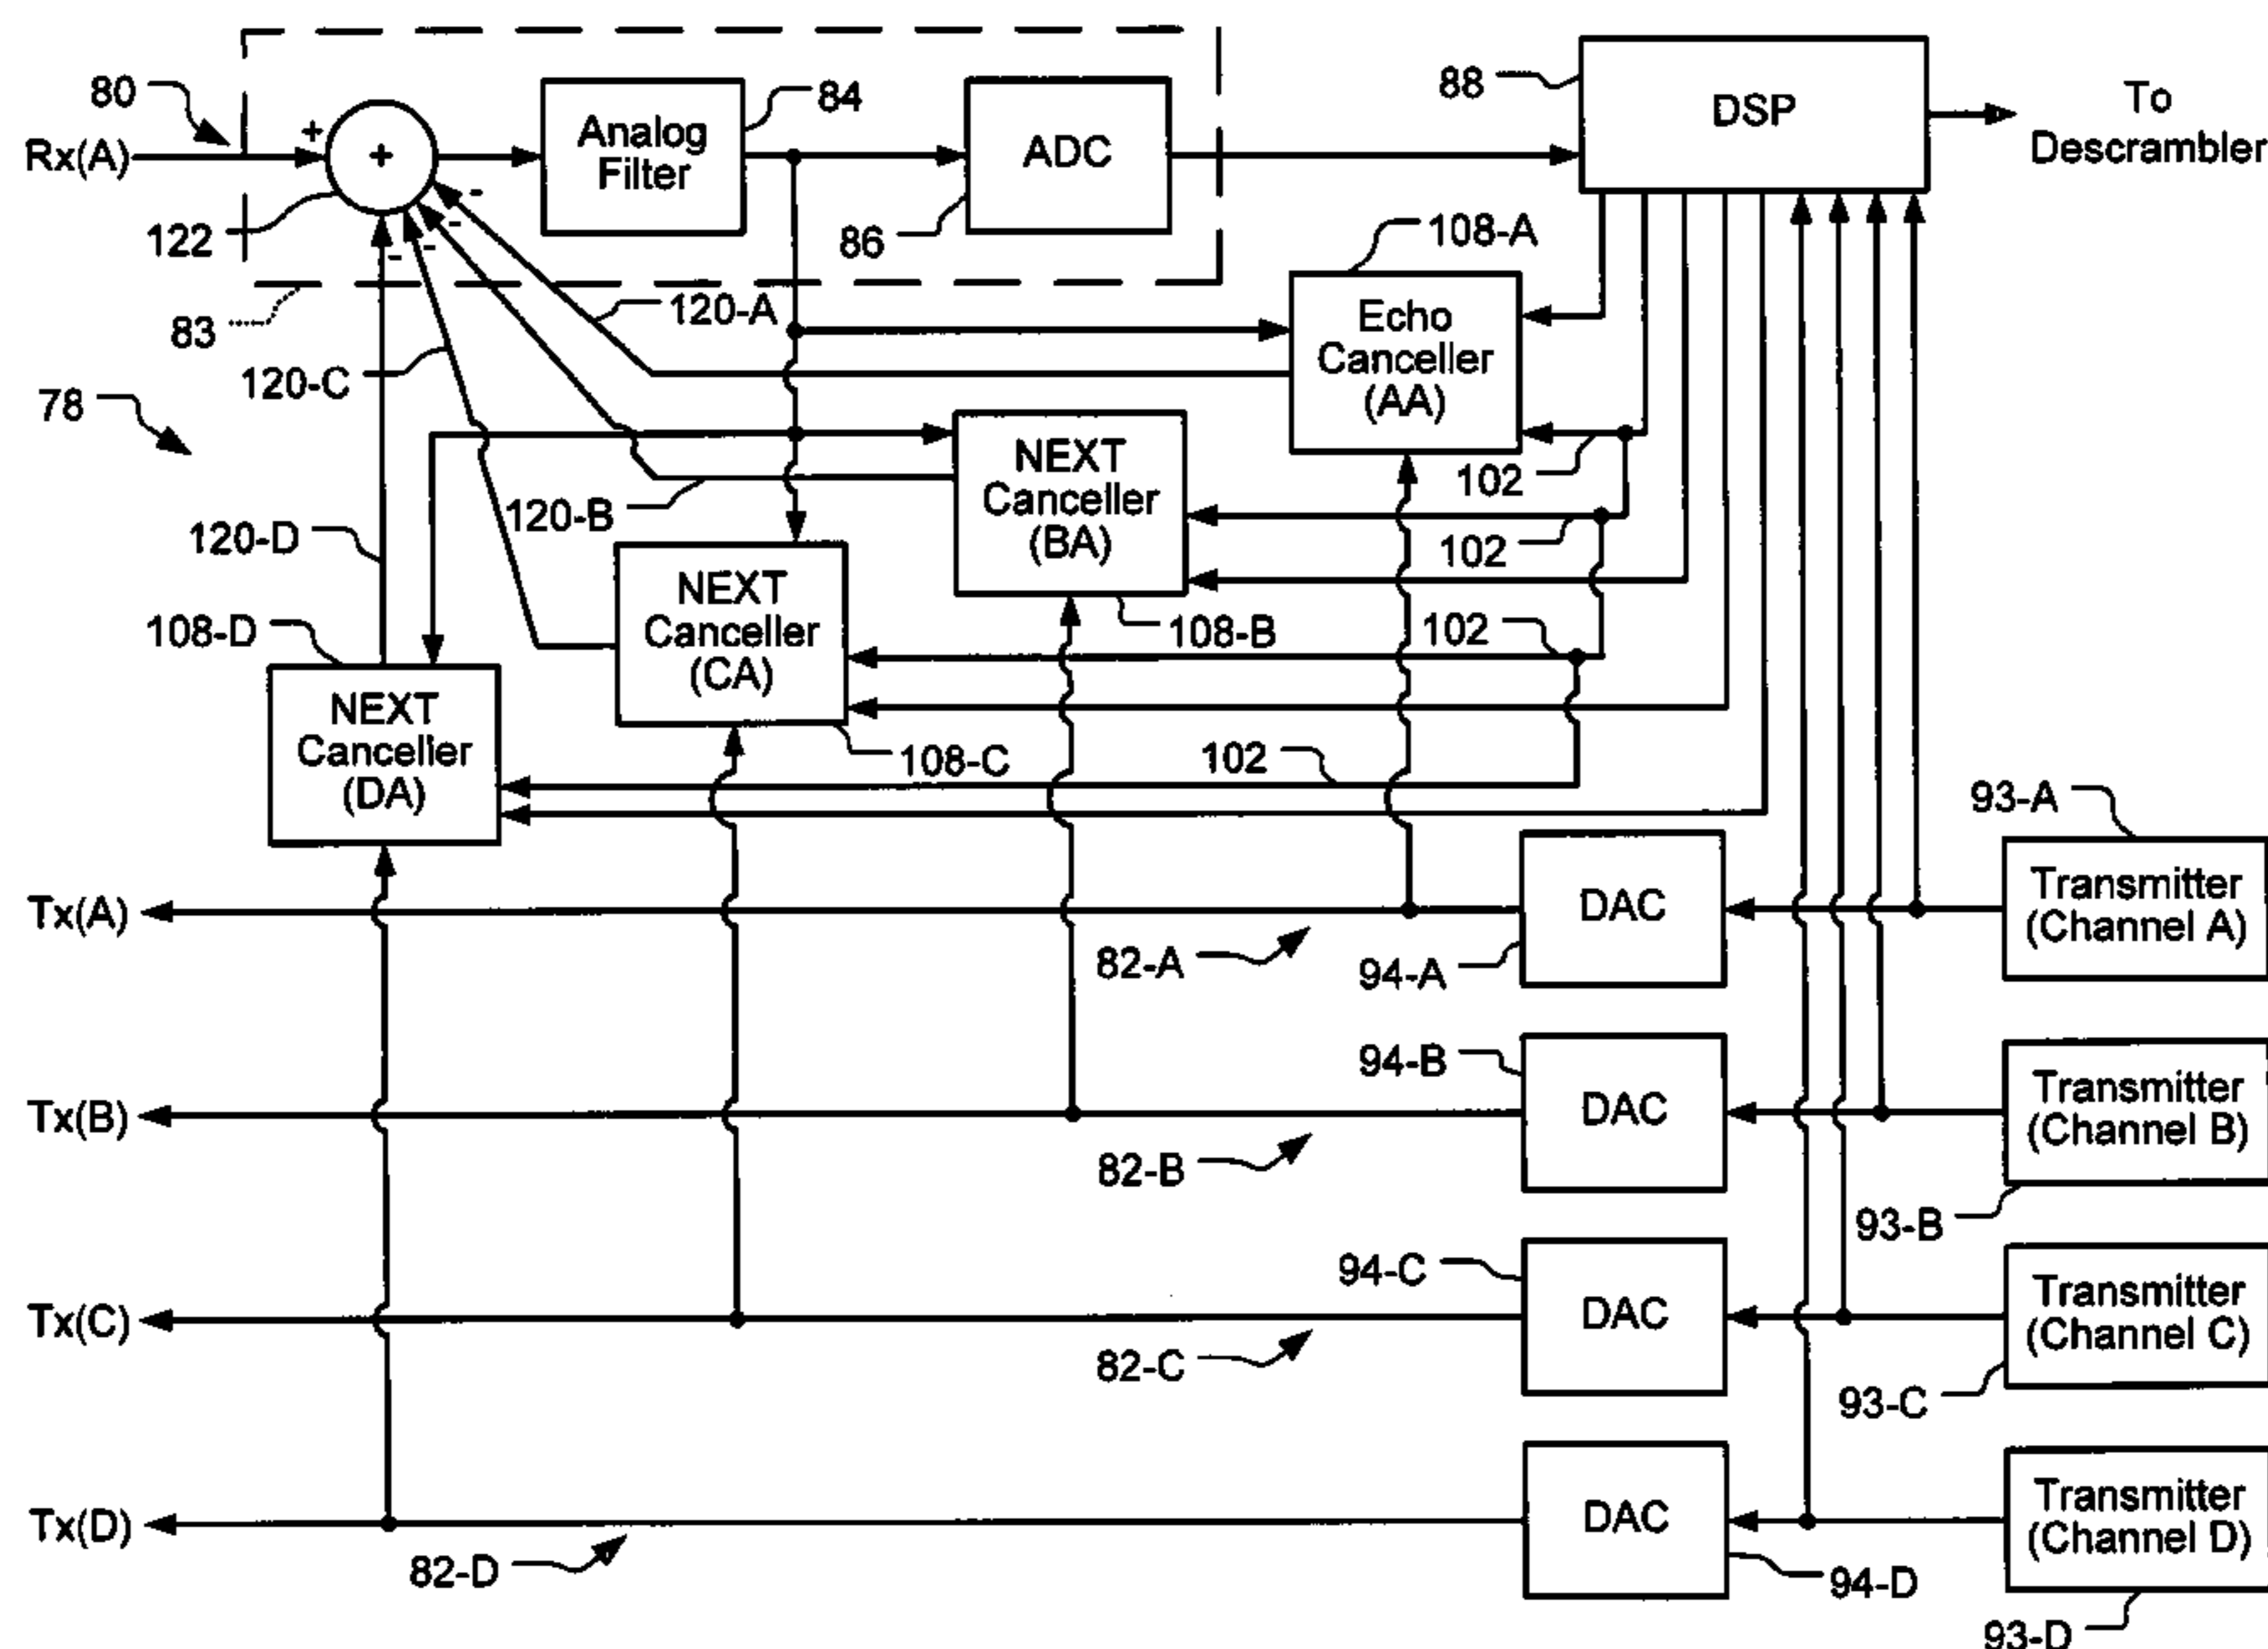 80
Rx(A)
+
+
-
-
-
-
122
Analog
Filter
84
ADC
86
88
DSP
To
Descrambler
83
78
120-A
120-C
120-B
120-D
108-A
Echo
Canceller
(AA)
102
NEXT
Canceller
(BA)
102
108-B
NEXT
Canceller
(CA)
102
108-C
108-D
NEXT
Canceller
(DA)
102
Tx(A)
82-A
94-A
DAC
93-A
Transmitter
(Channel A)
Tx(B)
82-B
94-B
DAC
Transmitter
(Channel B)
93-B
Tx(C)
82-C
94-C
DAC
Transmitter
(Channel C)
93-C
Tx(D)
82-D
DAC
94-D
Transmitter
(Channel D)
93-D